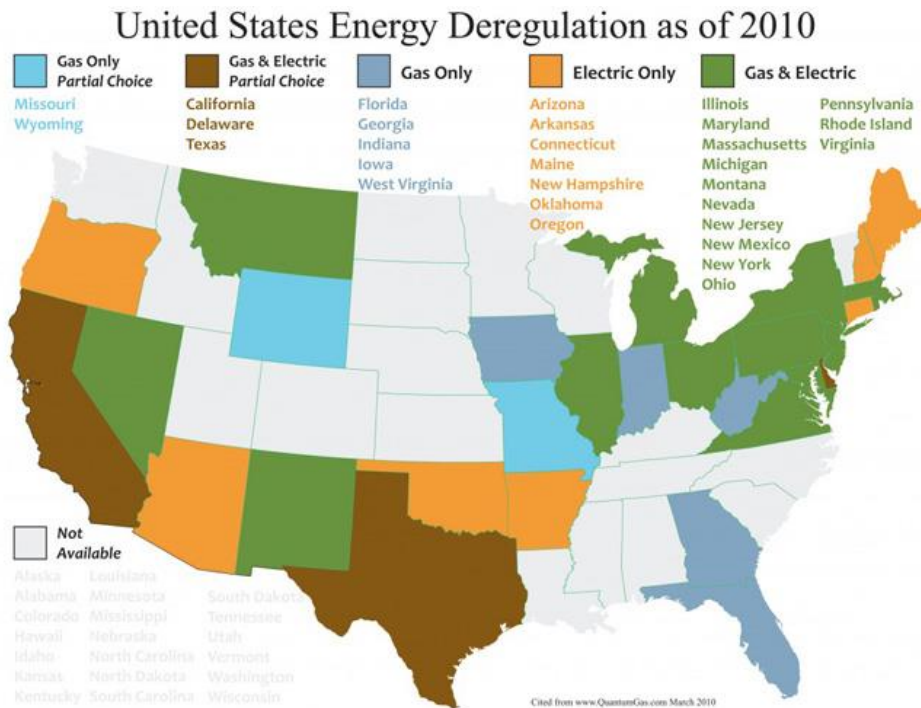 United States Energy Deregulation as of 2010
Gas Only
Partial Choice
Missouri
Wyoming
Gas & Electric
Partial Choice
California
Delaware
Texas
Gas Only
Florida
Georgia
Indiana
Iowa
West Virginia
Electric Only
Arizona
Arkansas
Connecticut
Maine
New Hampshire
Oklahoma
Oregon
Gas & Electric
Illinois
Maryland
Massachusetts
Michigan
Montana
Nevada
New Jersey
New Mexico
New York
Ohio
Pennsylvania
Rhode Island
Virginia
Not
Available
Alaska
Alabama
Colorado
Hawaii
Idaho
Kansas
Kentucky
Louisiana
Minnesota
Mississippi
Nebraska
North Carolina
North Dakota
South Carolina
South Dakota
Tennessee
Utah
Vermont
Washington
Wisconsin
Cited from www.QuantumGas.com March 2010